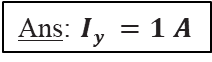 Ans: I_y = 1 A